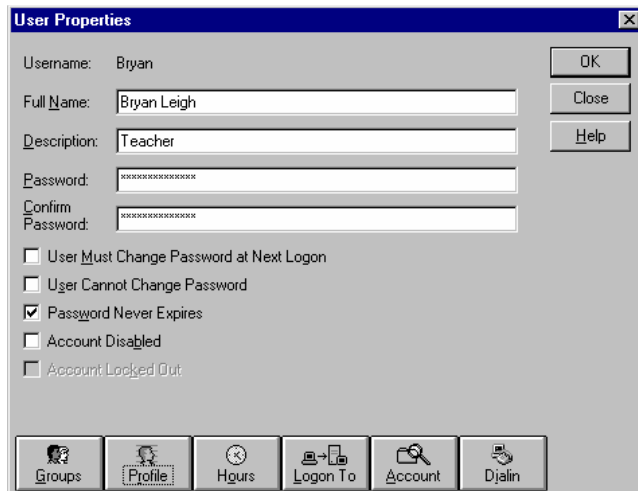 User Properties
Username: Bryan
OK
Full Name: Bryan Leigh
Close
Description: Teacher
Help
Password: **************
Confirm
Password: **************
User Must Change Password at Next Logon
User Cannot Change Password
Password Never Expires
Account Disabled
Account Locked Out
Groups Profile Hours Logon To Account Dialin